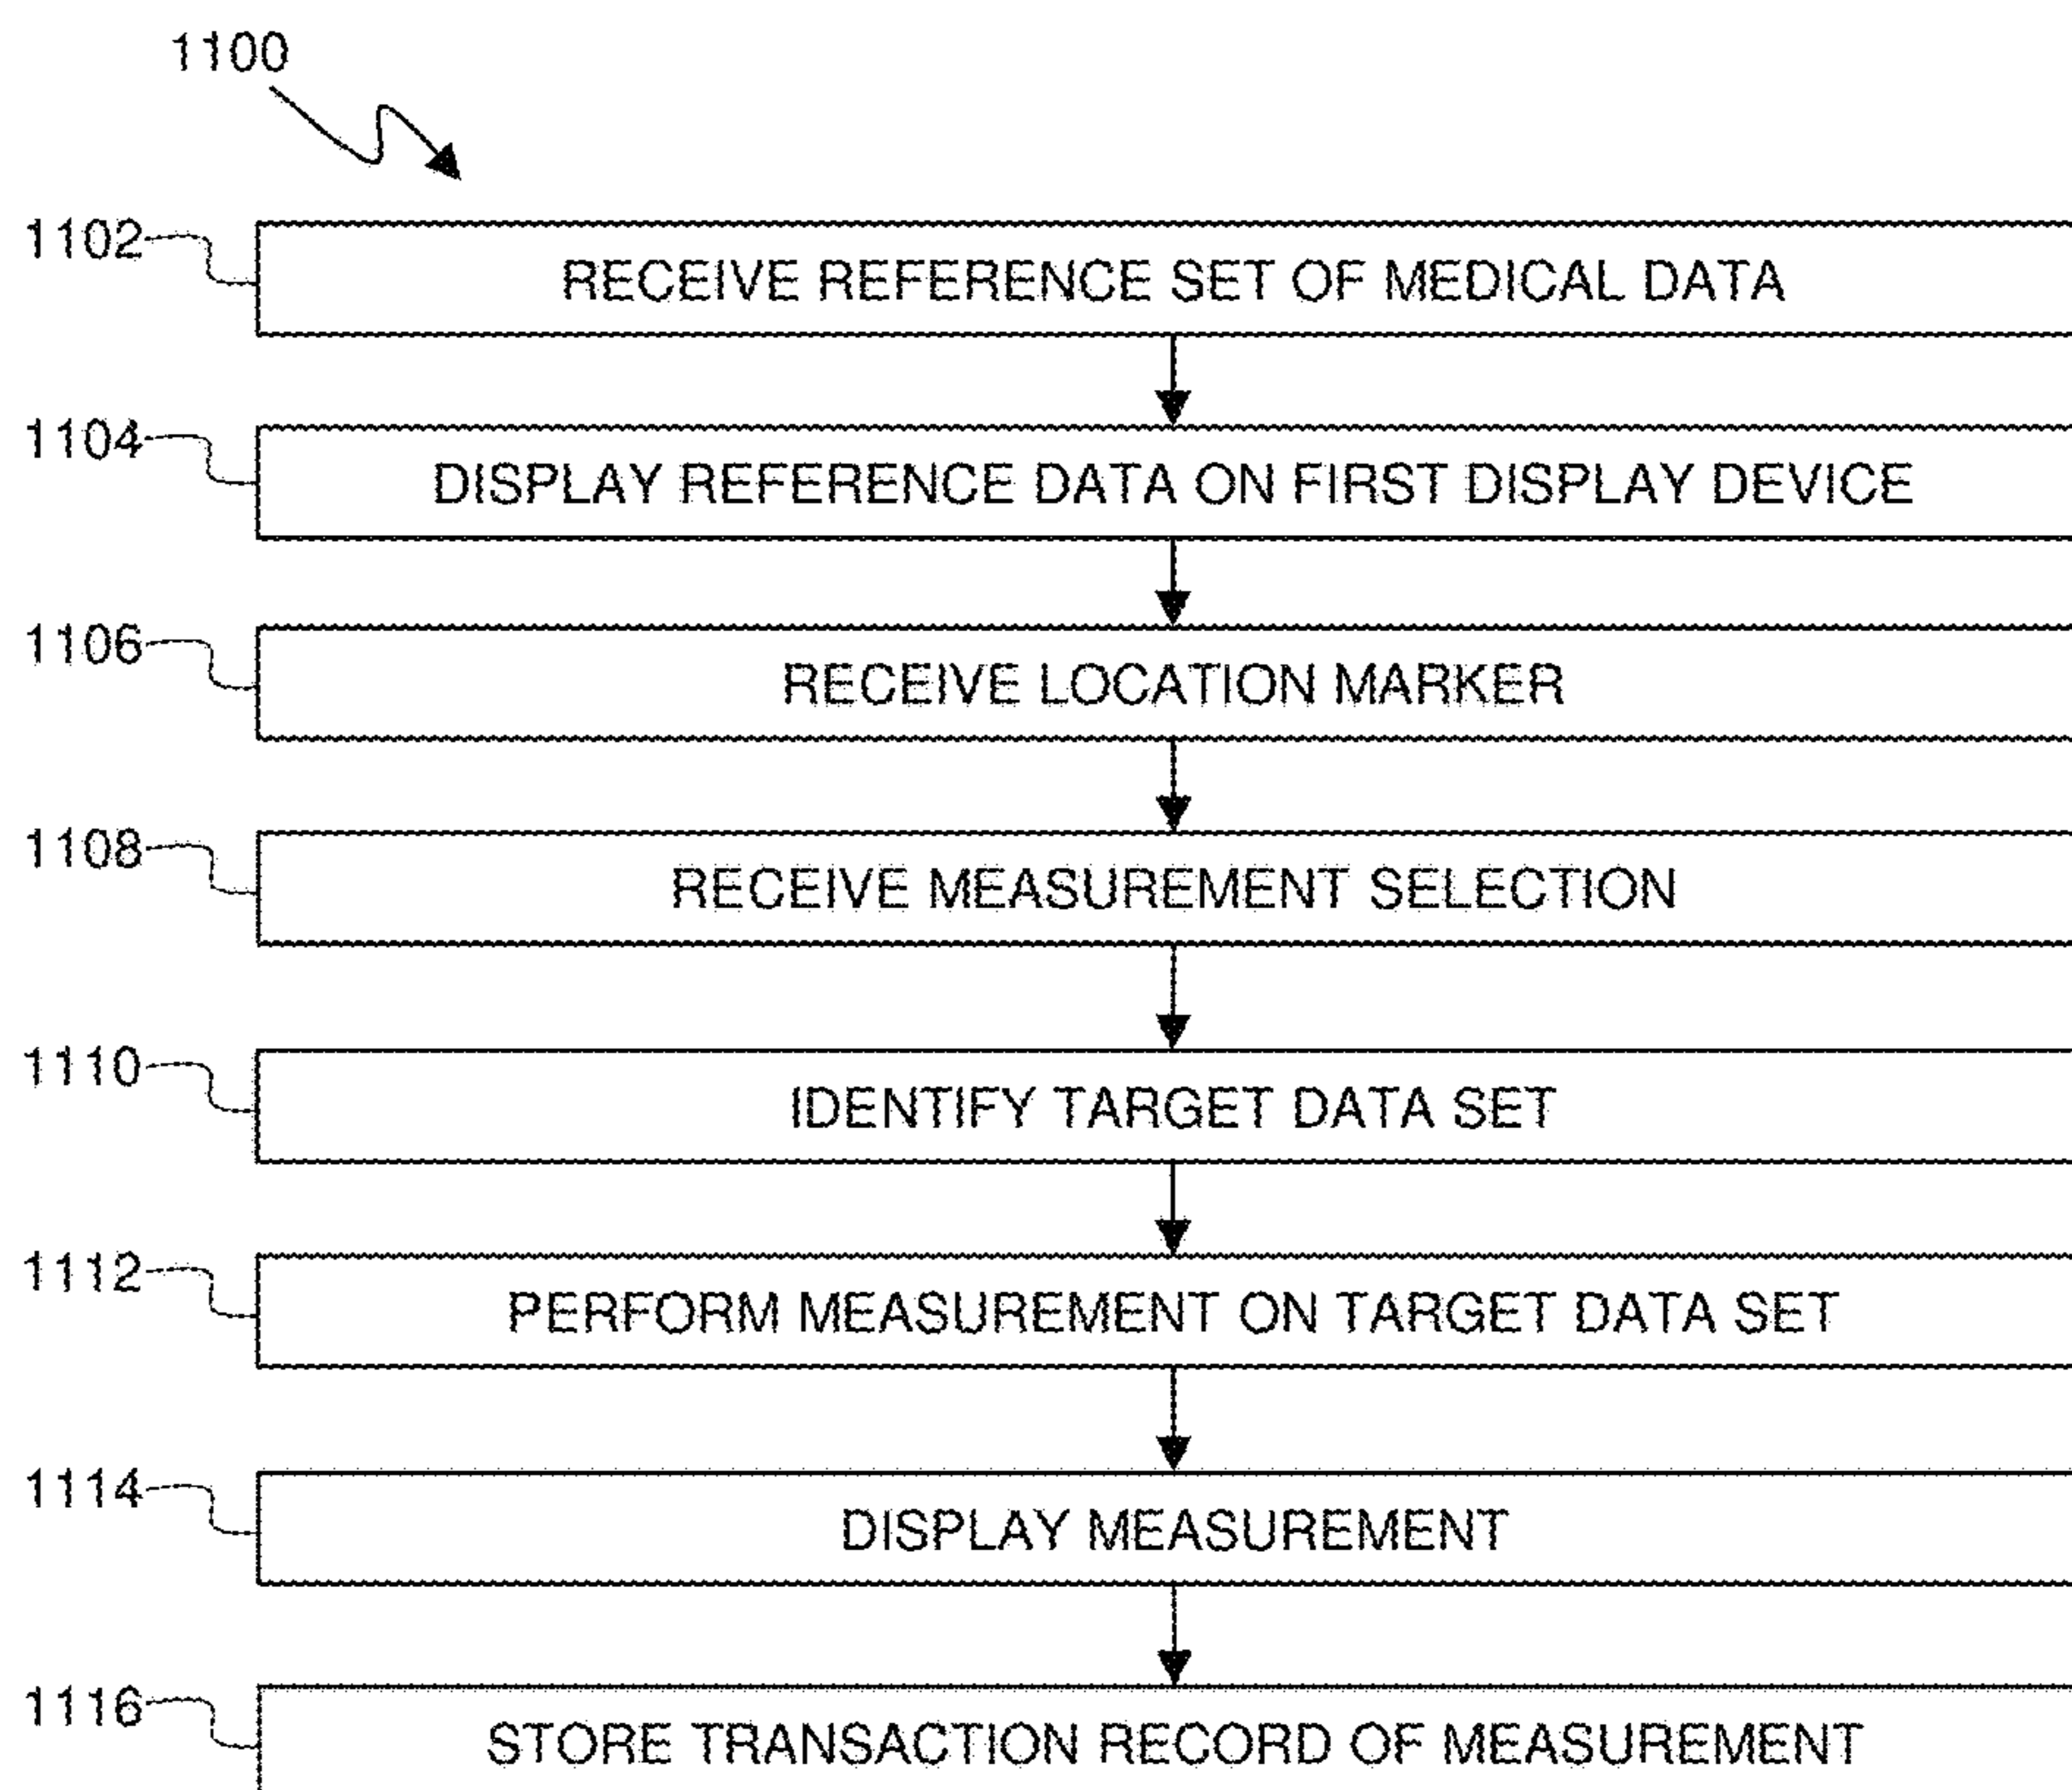 1100
1102 RECEIVE REFERENCE SET OF MEDICAL DATA
1104 DISPLAY REFERENCE DATA ON FIRST DISPLAY DEVICE
1106 RECEIVE LOCATION MARKER
1108 RECEIVE MEASUREMENT SELECTION
1110 IDENTIFY TARGET DATA SET
1112 PERFORM MEASUREMENT ON TARGET DATA SET
1114 DISPLAY MEASUREMENT
1116 STORE TRANSACTION RECORD OF MEASUREMENT